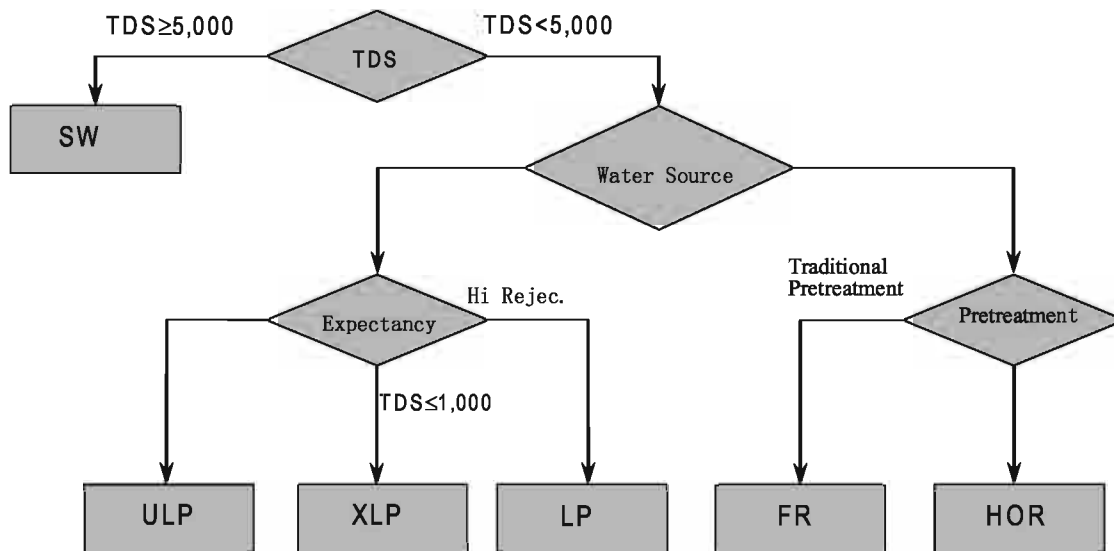 TDS≥5,000
TDS
TDS<5,000
SW
Water Source
Traditional
Pretreatment
Hi Rejec.
Expectancy
Pretreatment
TDS≤1,000
ULP
XLP
LP
FR
HOR